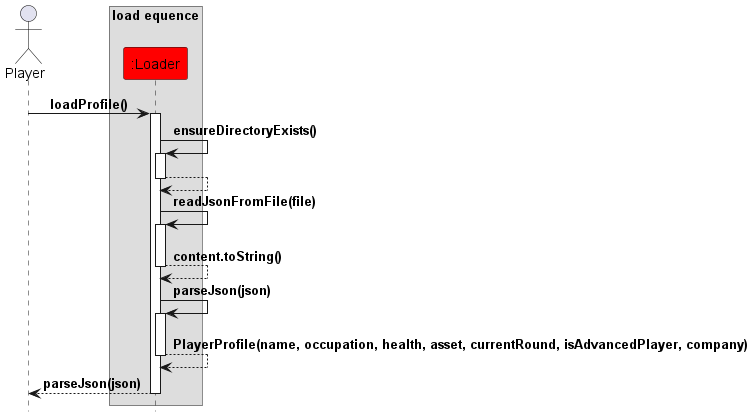 load equence
:Loader
Player
loadProfile()
ensureDirectoryExists()
readJsonFromFile(file)
content.toString()
parseJson(json)
PlayerProfile(name, occupation, health, asset, currentRound, isAdvancedPlayer, company)
parseJson(json)